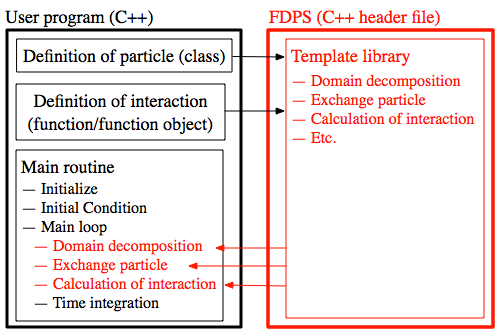 User program (C++)
Definition of particle (class)
Definition of interaction
(function/function object)
Main routine
— Initialize
— Initial Condition
— Main loop
— Domain decomposition
— Exchange particle
— Calculation of interaction
— Time integration
FDPS (C++ header file)
Template library
— Domain decomposition
— Exchange particle
— Calculation of interaction
— Etc.